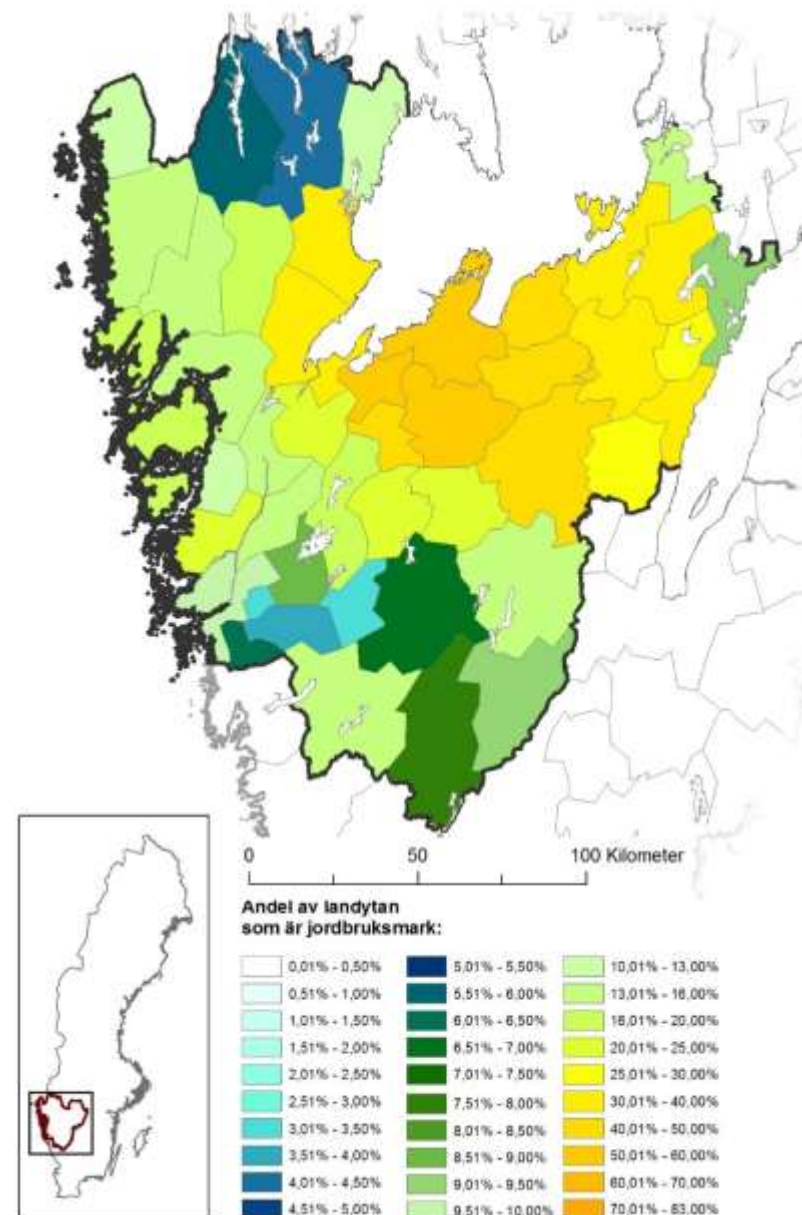 0 50 100 Kilometer
Andel av landytan
som är jordbruksmark:
0,01% - 0,50%
0,51% - 1,00%
1,01% - 1,50%
1,51% - 2,00%
2,01% - 2,50%
2,51% - 3,00%
3,01% - 3,50%
3,51% - 4,00%
4,01% - 4,50%
4,51% - 5,00%
5,01% - 5,50%
5,51% - 6,00%
6,01% - 6,50%
6,51% - 7,00%
7,01% - 7,50%
7,51% - 8,00%
8,01% - 8,50%
8,51% - 9,00%
9,01% - 9,50%
9,51% - 10,00%
10,01% - 13,00%
13,01% - 16,00%
16,01% - 20,00%
20,01% - 25,00%
25,01% - 30,00%
30,01% - 40,00%
40,01% - 50,00%
50,01% - 60,00%
60,01% - 70,00%
70,01% - 83,00%